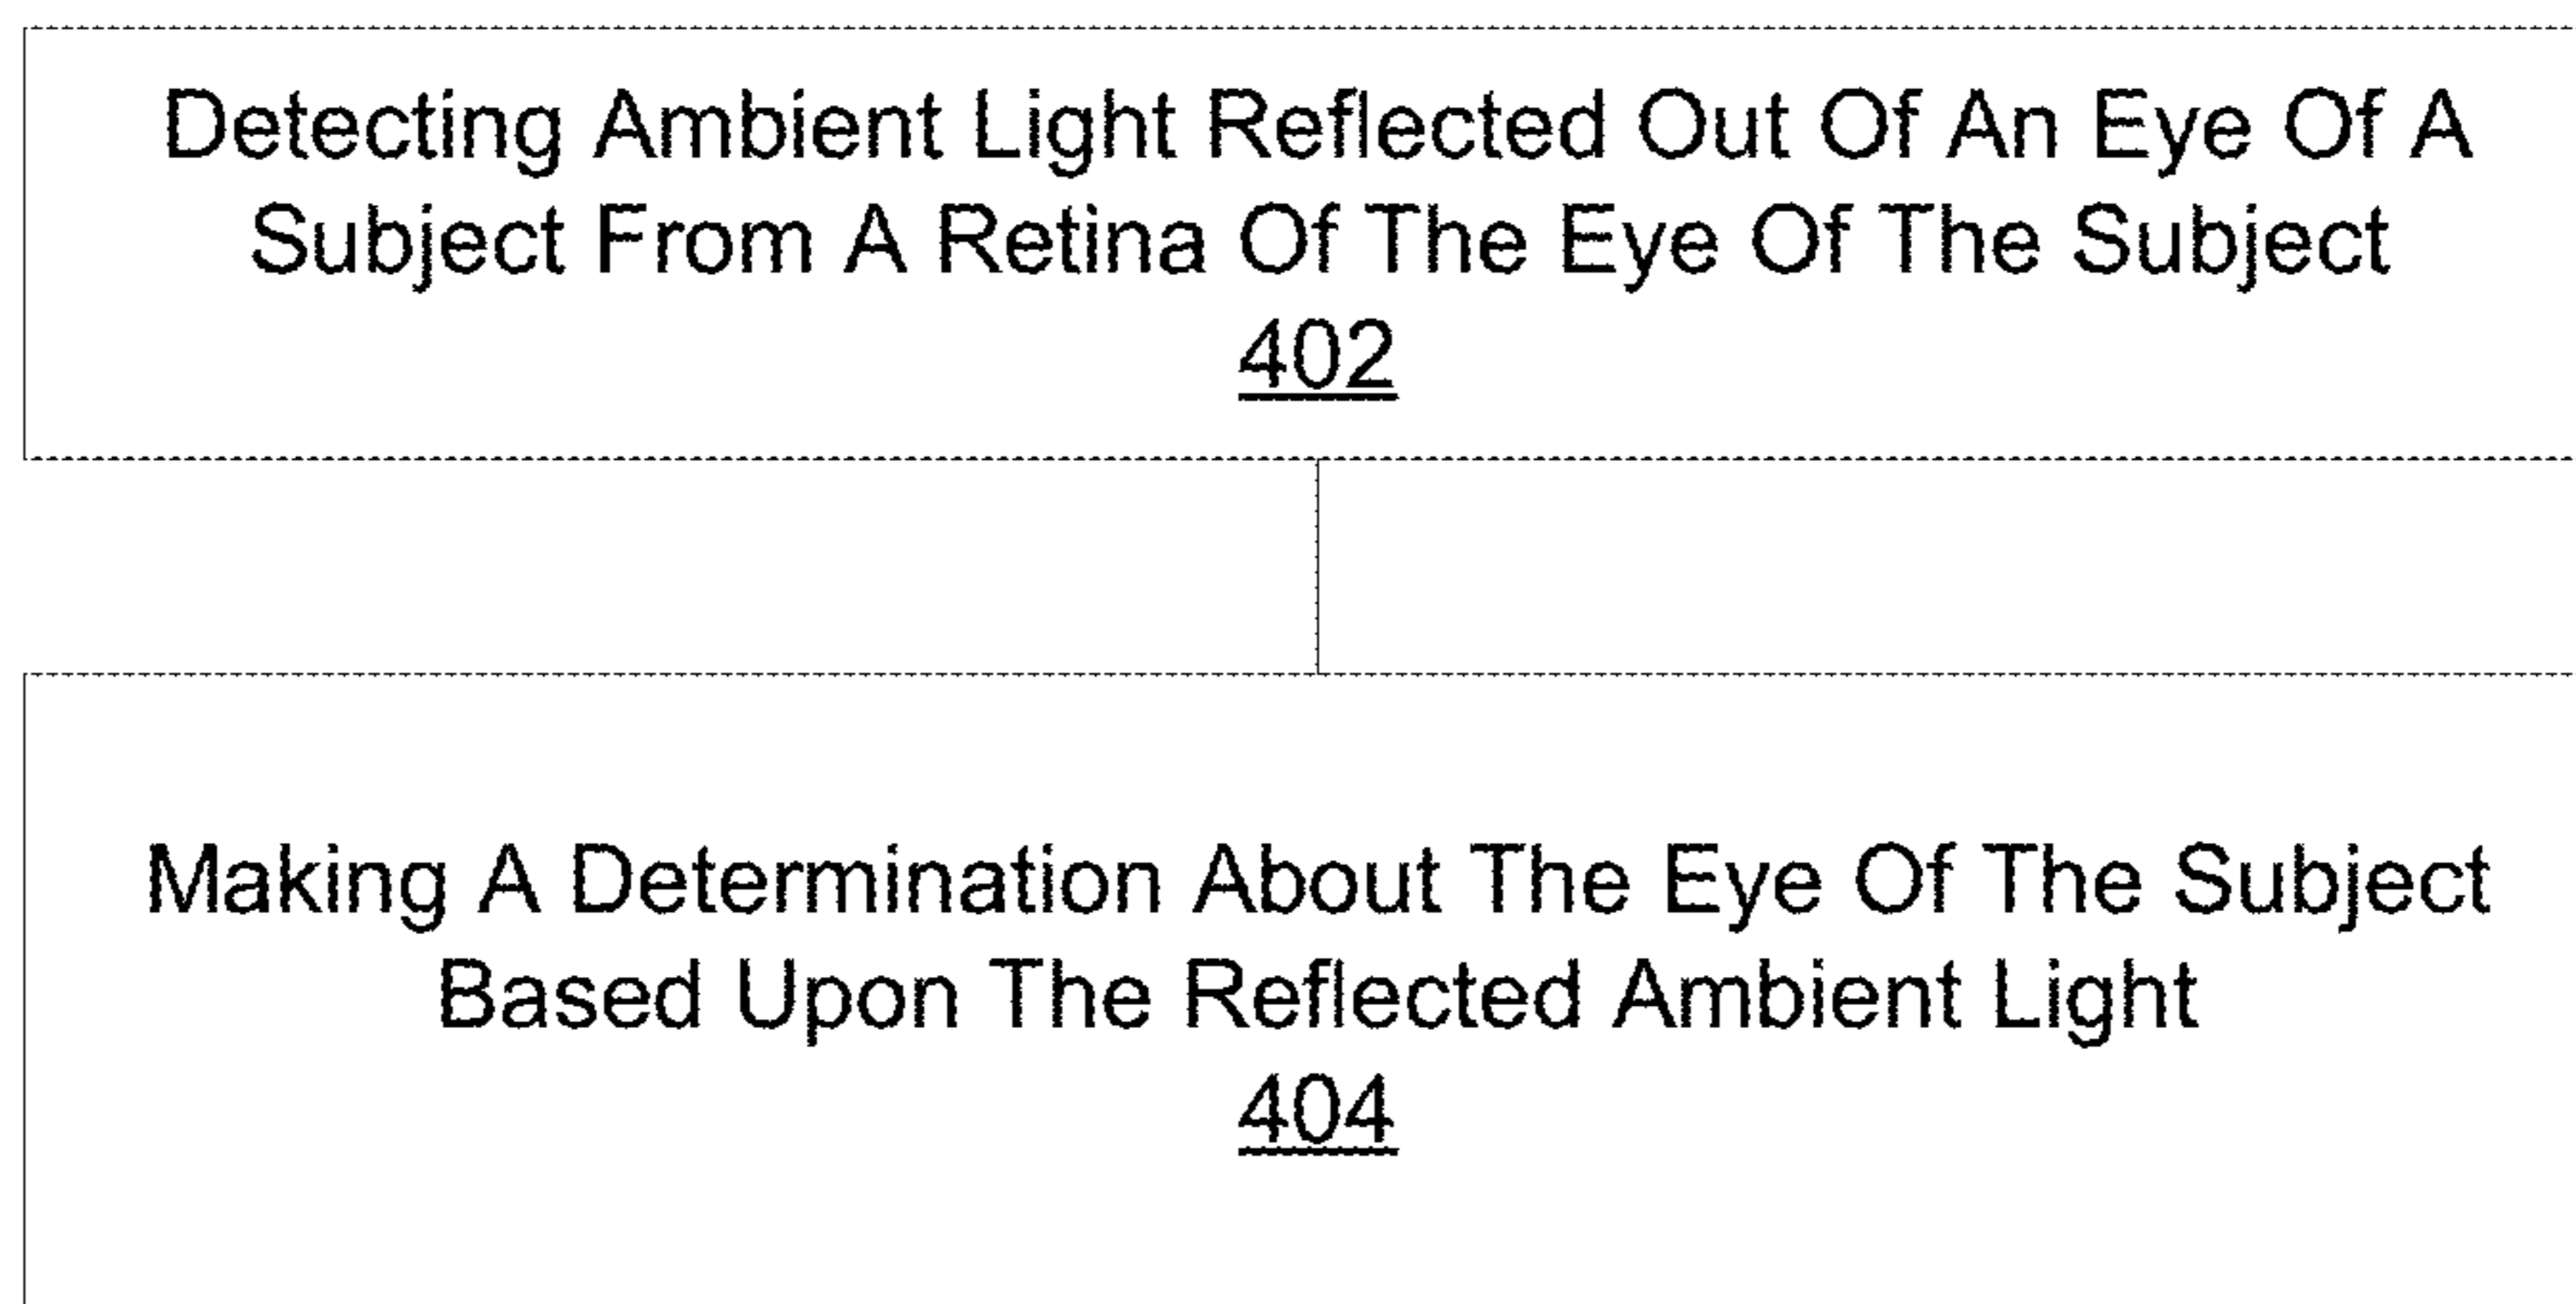 Detecting Ambient Light Reflected Out Of An Eye Of A
Subject From A Retina Of The Eye Of The Subject
402
Making A Determination About The Eye Of The Subject
Based Upon The Reflected Ambient Light
404